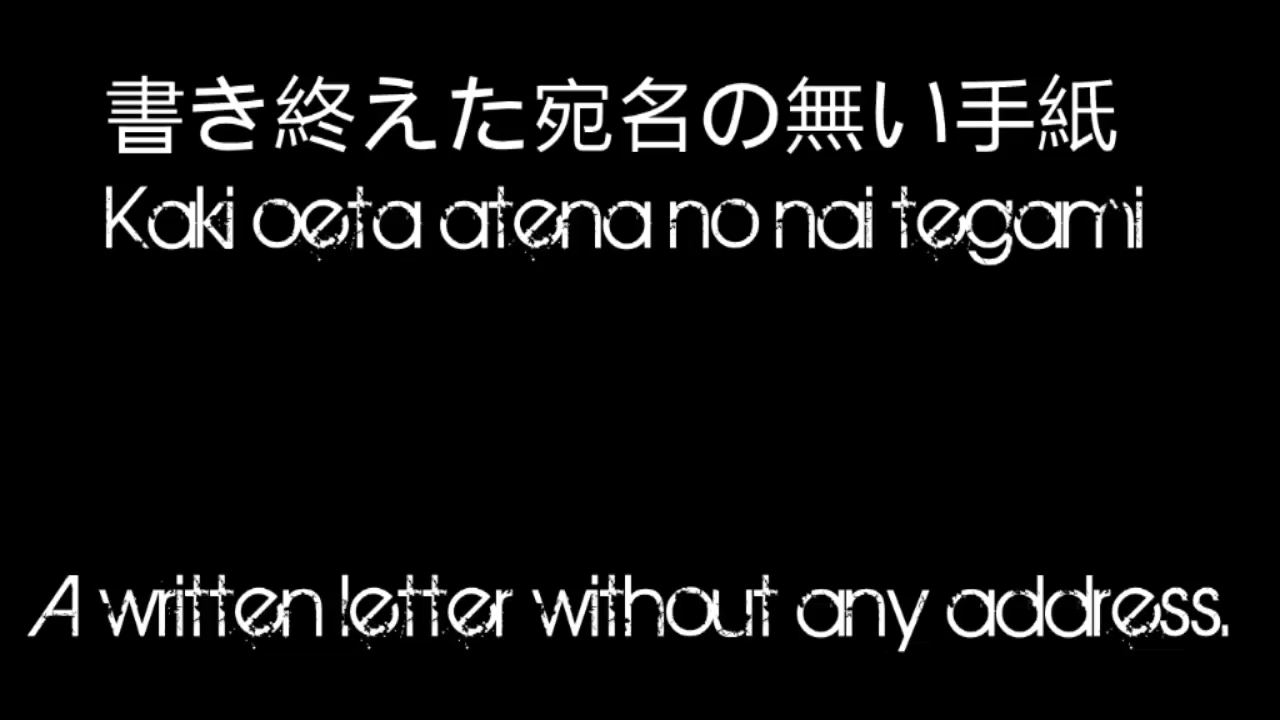 書き終えた宛名の無い手紙
Kaki oeta atena no nai tegami
A written letter without any address.